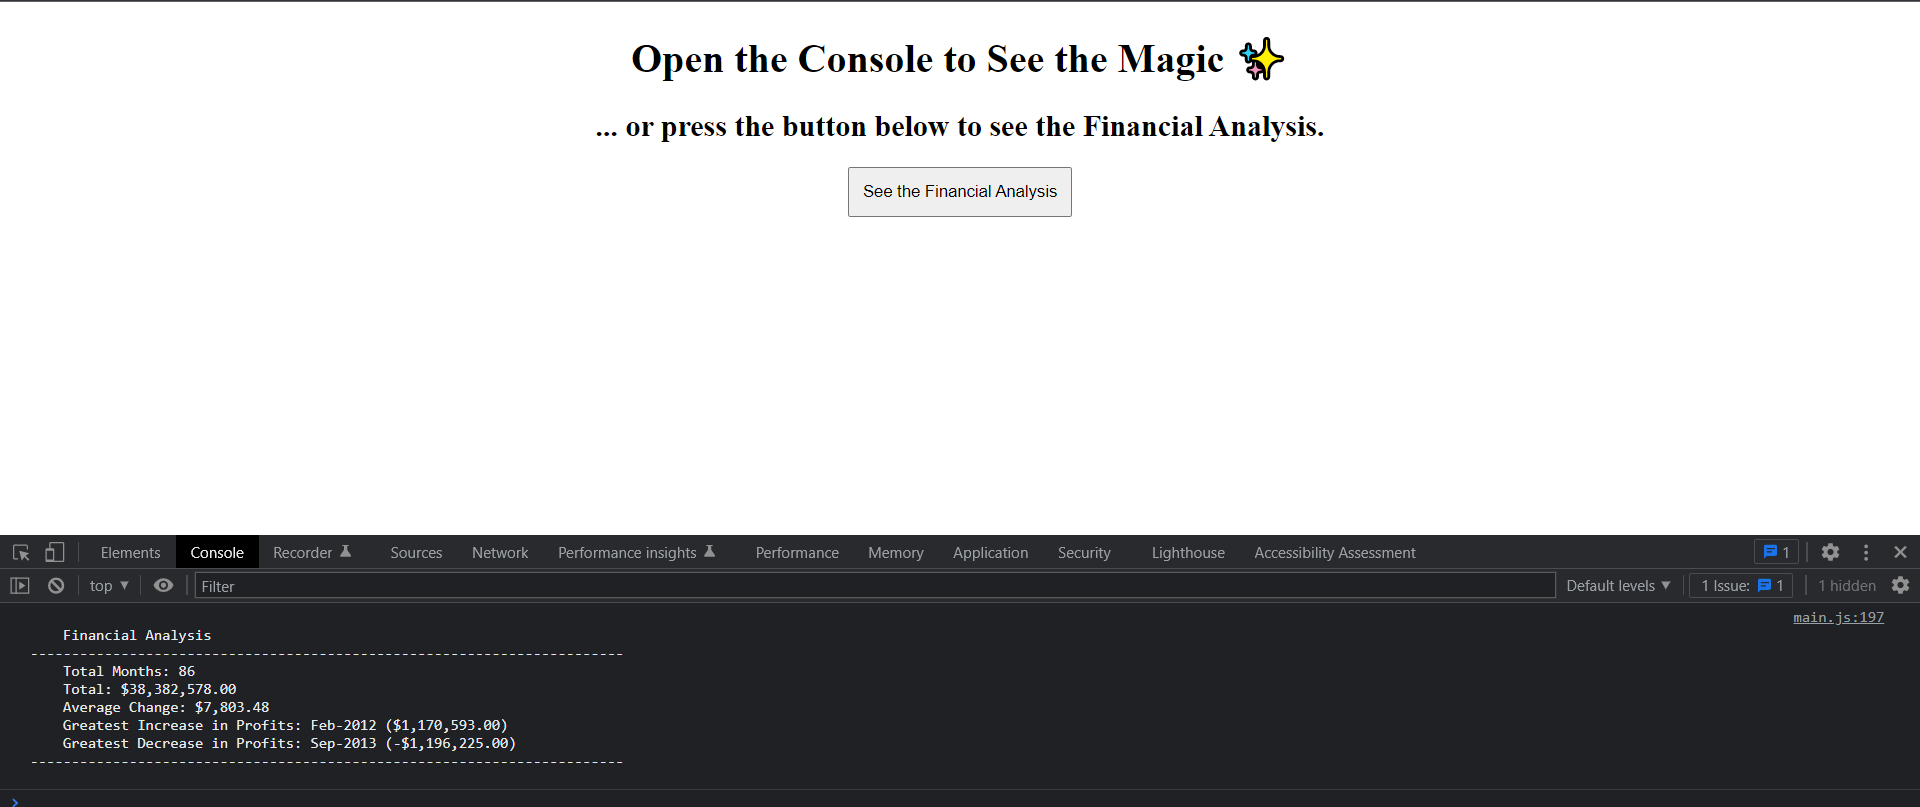 Open the Console to See the Magic ✨
... or press the button below to see the Financial Analysis.
See the Financial Analysis
Elements Console Recorder Sources Network Performance insights Performance Memory Application Security Lighthouse Accessibility Assessment 1
top ▼ Filter Default levels ▼ 1 Issue: 1 1 hidden
main.js:197
Financial Analysis
------------------------------------------------------------------------
Total Months: 86
Total: $38,382,578.00
Average Change: $7,803.48
Greatest Increase in Profits: Feb-2012 ($1,170,593.00)
Greatest Decrease in Profits: Sep-2013 (-$1,196,225.00)
------------------------------------------------------------------------